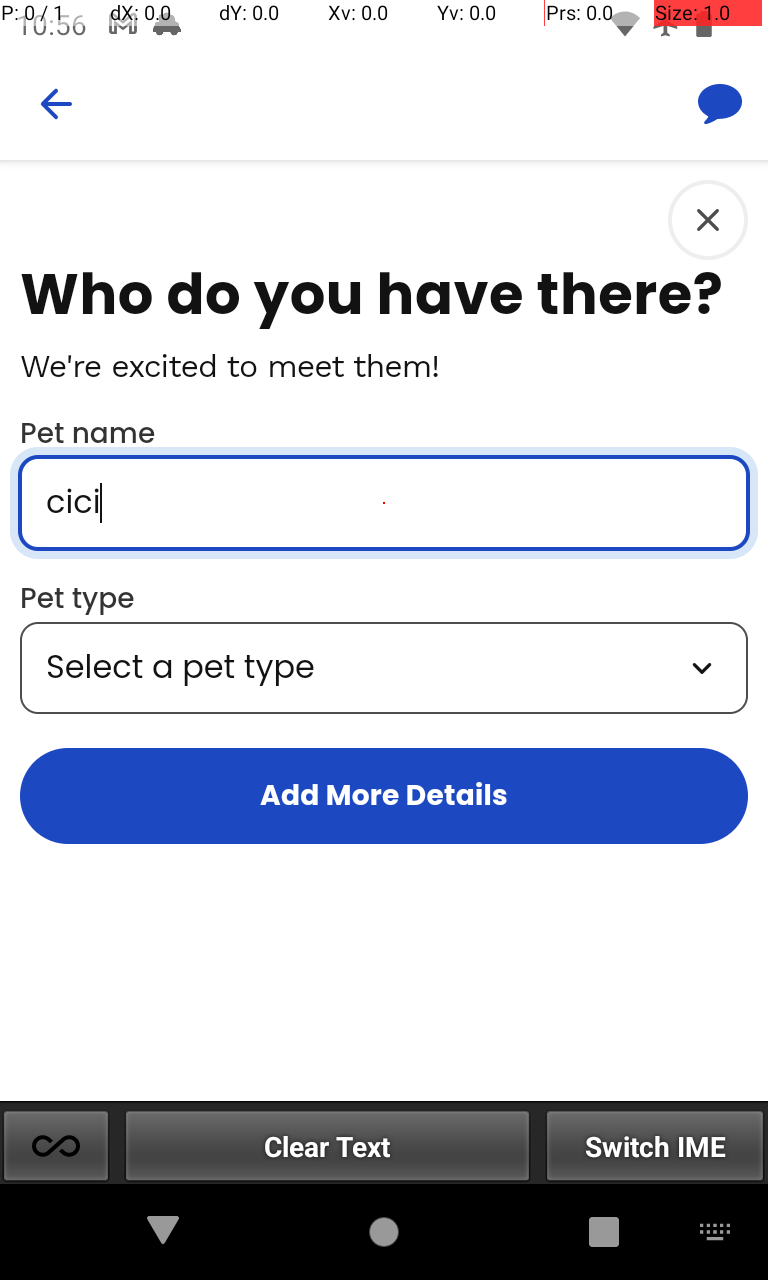 P: 0 / 1 dX: 0.0 dY: 0.0 Xv: 0.0 Yv: 0.0 Prs: 0.0 Size: 1.0
10:56
Who do you have there?
We're excited to meet them!
Pet name
cici
Pet type
Select a pet type
Add More Details
Clear Text
Switch IME